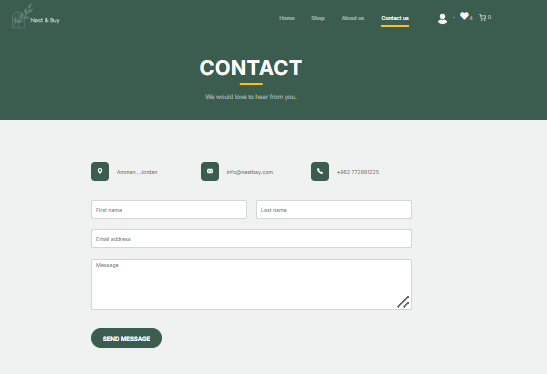 Nest & Buy
Home Shop About us Contact us 4 0
CONTACT
We would love to hear from you.
Amman , Jordan
info@nestbuy.com
+962 772681225
First name
Last name
Email address
Message
SEND MESSAGE